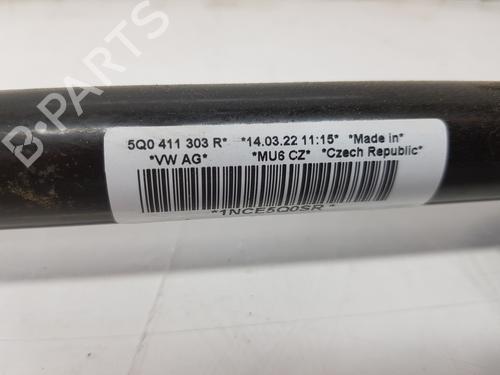 B-PARTS
5Q0 411 303 R* *14.03.22 11:15* *Made in*
*VW AG* *MU6 CZ* *Czech Republic*
*1NCE5Q0SR *